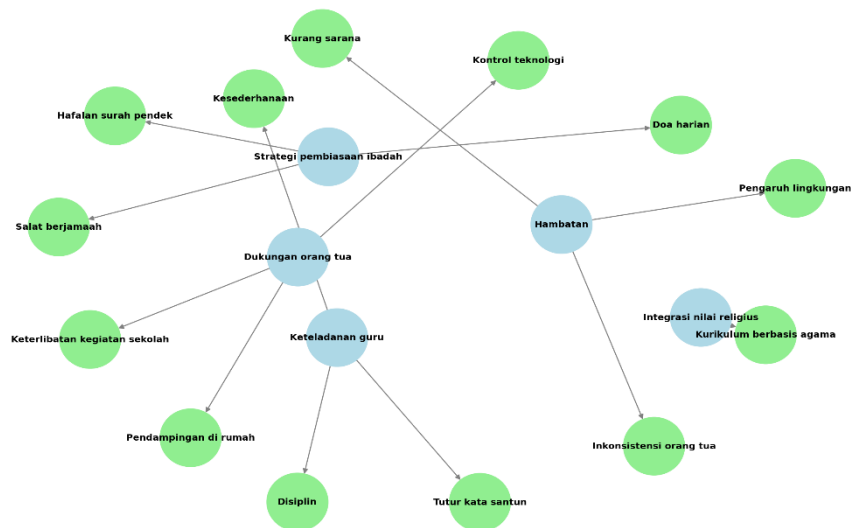 Kurang sarana
Kontrol teknologi
Kesederhanaan
Hafalan surah pendek
Doa harian
Strategi pembiasaan ibadah
Pengaruh lingkungan
Salat berjamaah
Hambatan
Dukungan orang tua
Integrasi nilai religius
Kurikulum berbasis agama
Keterlibatan kegiatan sekolah
Keteladanan guru
Pendampingan di rumah
Inkonsistensi orang tua
Disiplin
Tutur kata santun